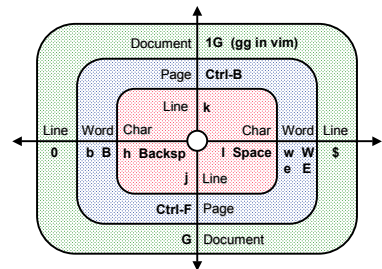 Document 1G (gg in vim)
Page Ctrl-B
Line k
Line Word Char Char Word Line
0 b B h Backsp l Space w W $
e E
j Line
Ctrl-F Page
G Document